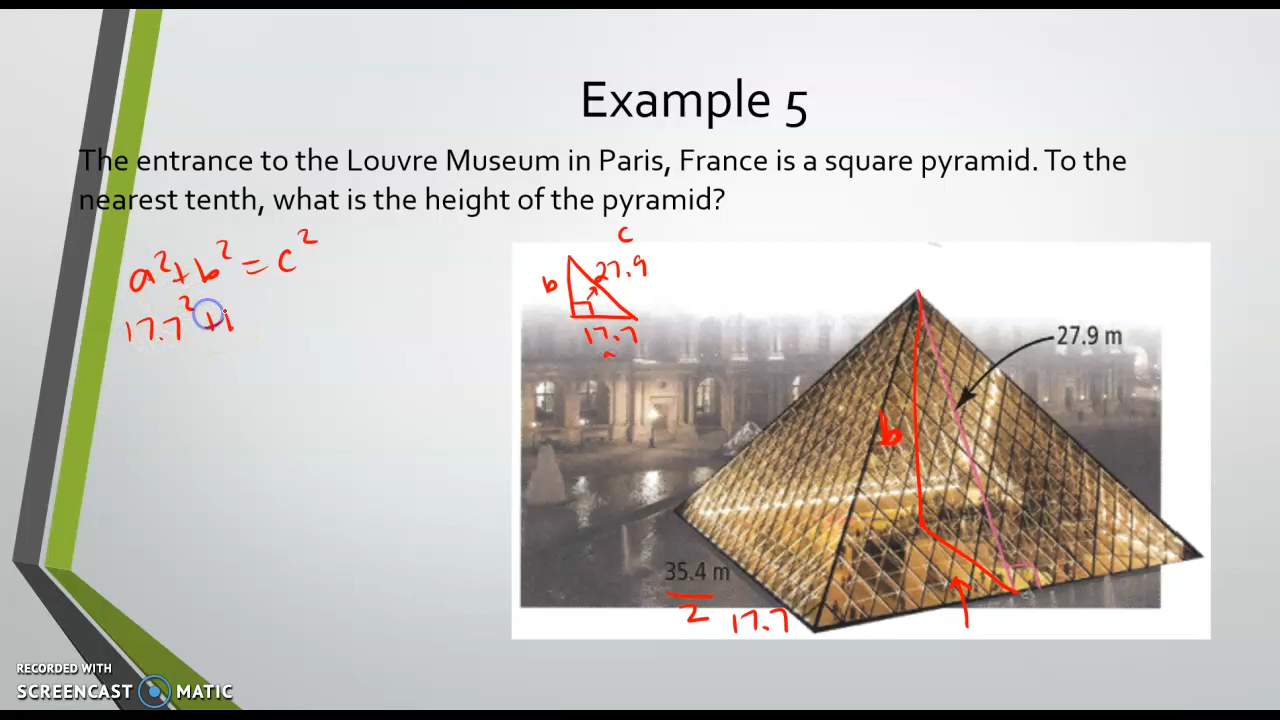 Example 5
The entrance to the Louvre Museum in Paris, France is a square pyramid. To the
nearest tenth, what is the height of the pyramid?
a² + b² = c²
17.7² +
c
b
27.9
17.7
a
27.9 m
b
35.4 m
2
17.7
RECORDED WITH
SCREENCAST MATIC